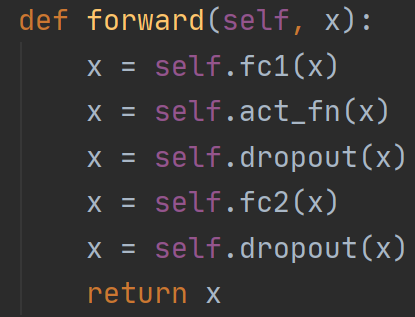 def forward(self, x):
    x = self.fc1(x)
    x = self.act_fn(x)
    x = self.dropout(x)
    x = self.fc2(x)
    x = self.dropout(x)
    return x